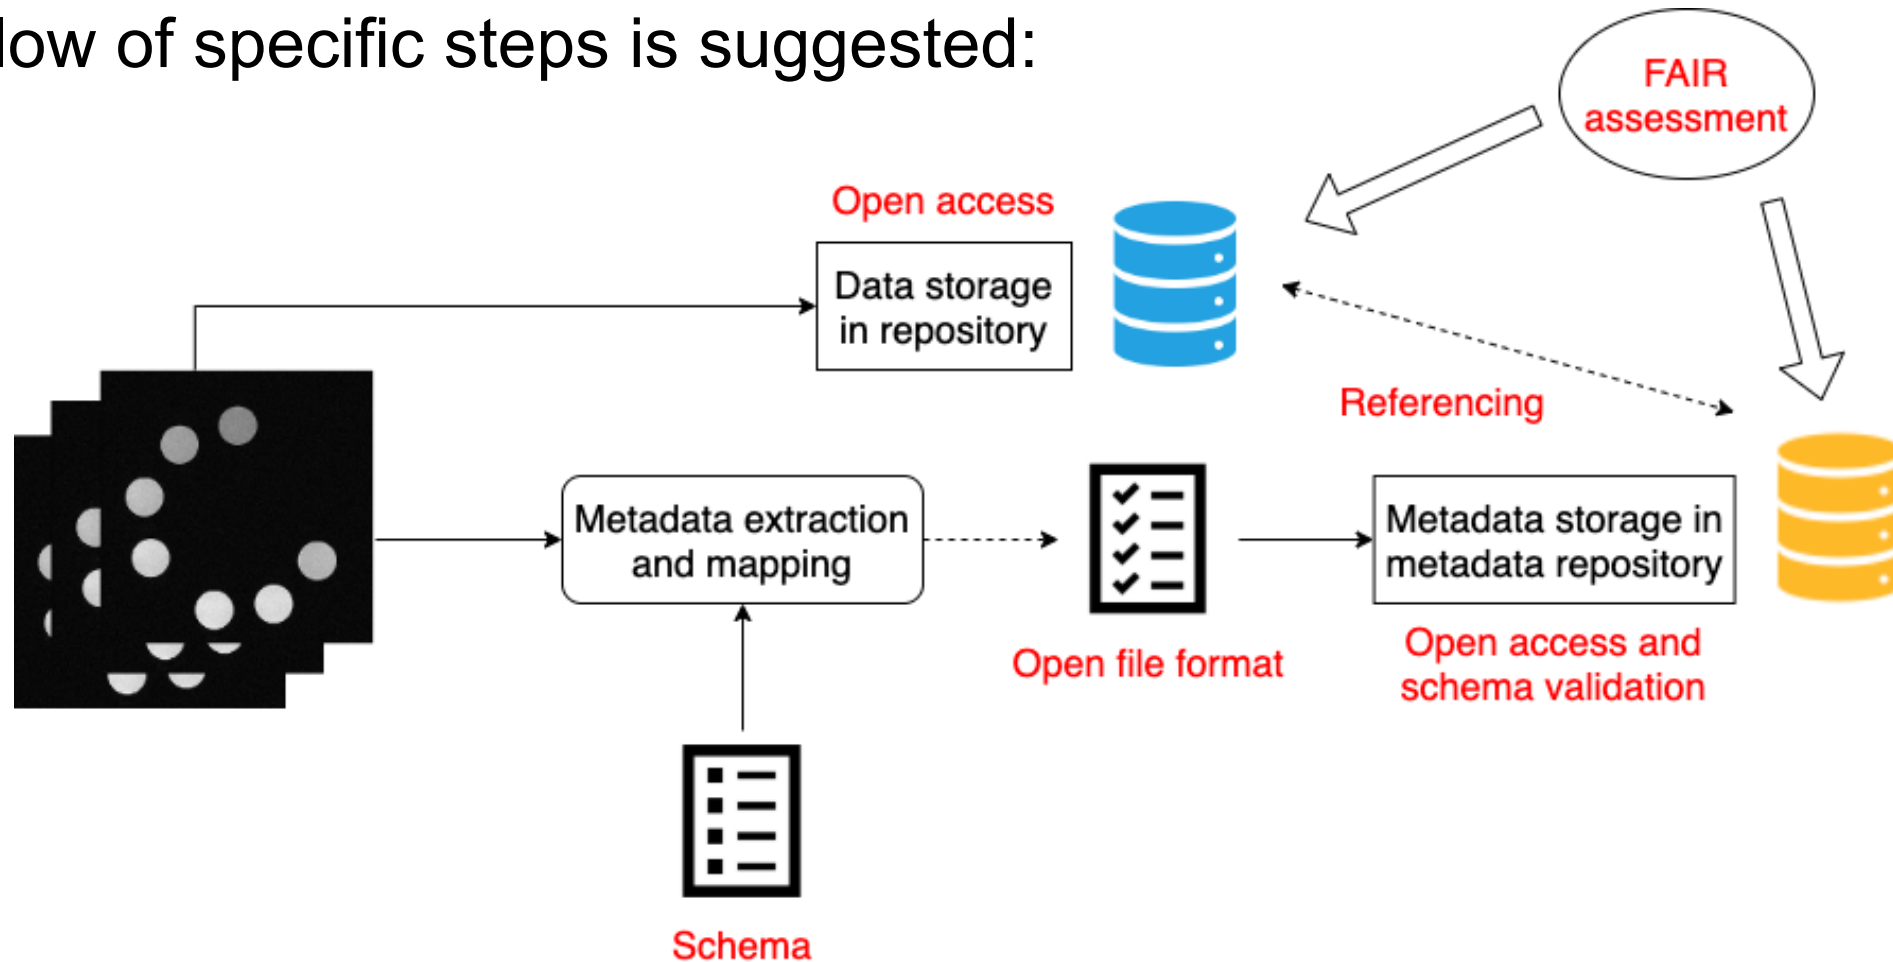 low of specific steps is suggested:
FAIR
assessment
Open access
Data storage
in repository
Referencing
Metadata extraction
and mapping
Metadata storage in
metadata repository
Open file format
Open access and
schema validation
Schema